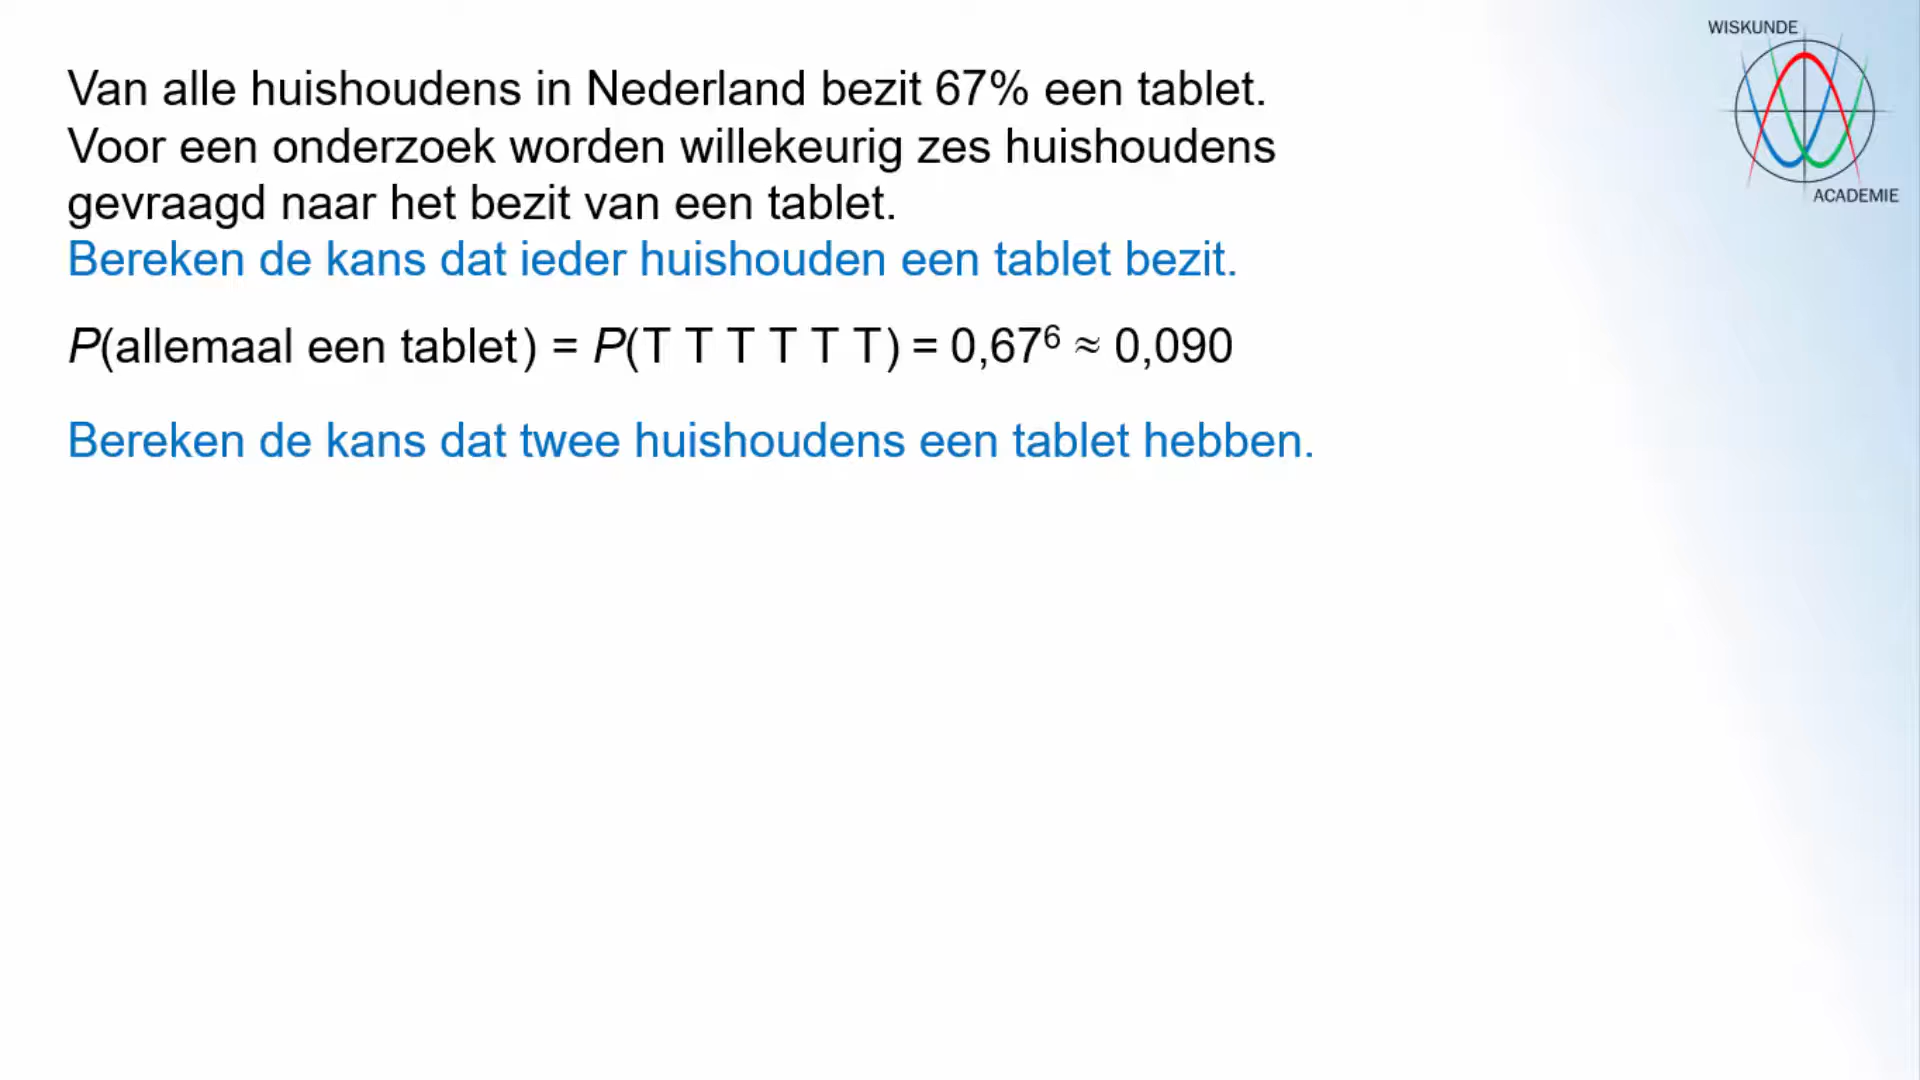 WISKUNDE
ACADEMIE
Van alle huishoudens in Nederland bezit 67% een tablet.
Voor een onderzoek worden willekeurig zes huishoudens
gevraagd naar het bezit van een tablet.
Bereken de kans dat ieder huishouden een tablet bezit.
P(allemaal een tablet) = P(T T T T T T) = 0,67⁶ ≈ 0,090
Bereken de kans dat twee huishoudens een tablet hebben.